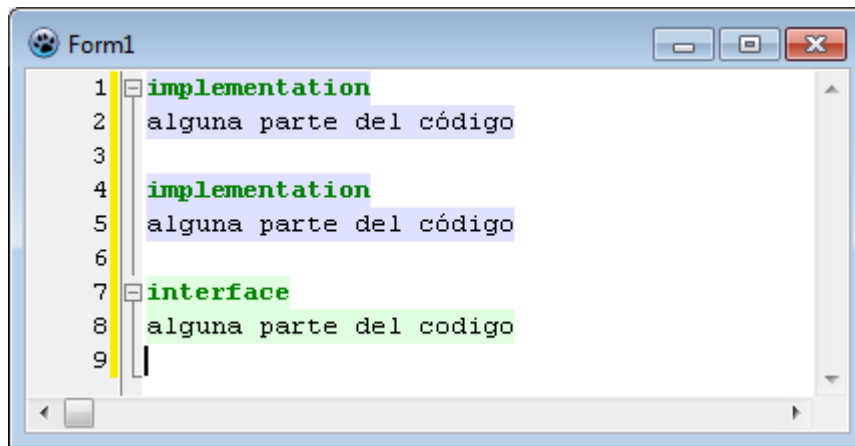 Form1
1 implementation
2 alguna parte del código
3
4 implementation
5 alguna parte del código
6
7 interface
8 alguna parte del codigo
9